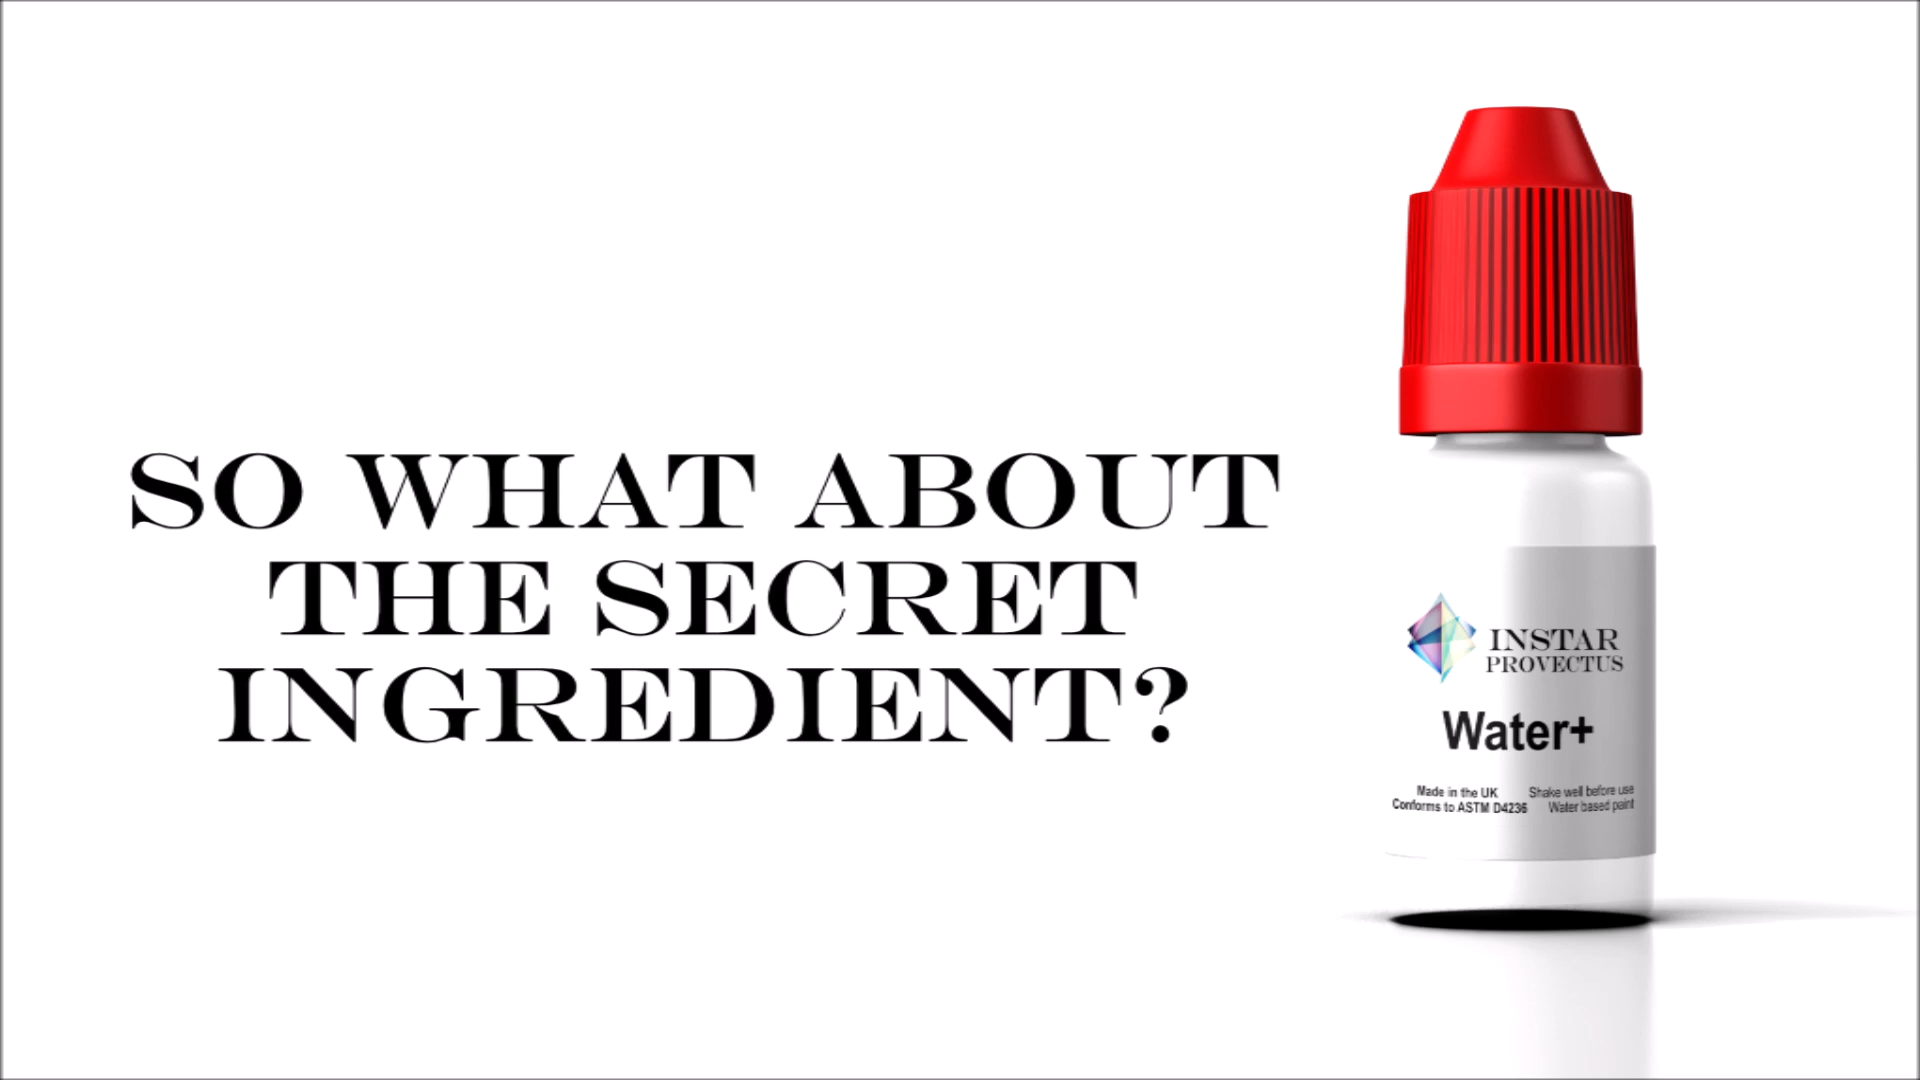 SO WHAT ABOUT
THE SECRET
INGREDIENT?
INSTAR
PROVECTUS
Water+
Made in the UK
Conforms to ASTM D4236
Shake well before use
Water based paint